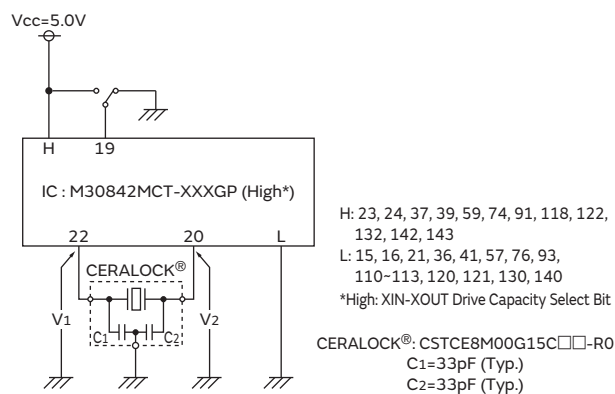 Vcc=5.0V
H 19
IC : M30842MCT-XXXGP (High*)
22 20 L
CERALOCK®
V1 C1 C2 V2
H: 23, 24, 37, 39, 59, 74, 91, 118, 122,
132, 142, 143
L: 15, 16, 21, 36, 41, 57, 76, 93,
110~113, 120, 121, 130, 140
*High: XIN-XOUT Drive Capacity Select Bit
CERALOCK®: CSTCE8M00G15C□□-R0
C1=33pF (Typ.)
C2=33pF (Typ.)